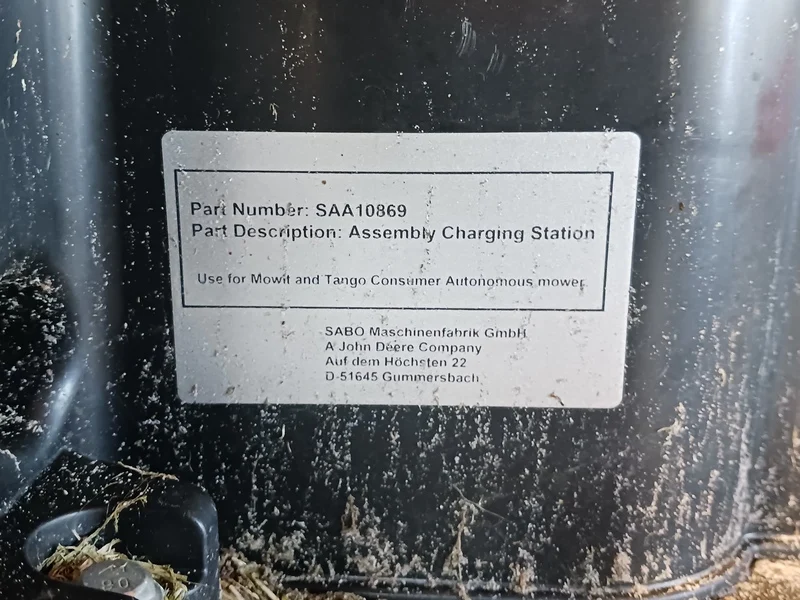 Part Number: SAA10869
Part Description: Assembly Charging Station
Use for Mowit and Tango Consumer Autonomous mower
SABO Maschinenfabrik GmbH
A John Deere Company
Auf dem Höchsten 22
D-51645 Gummersbach